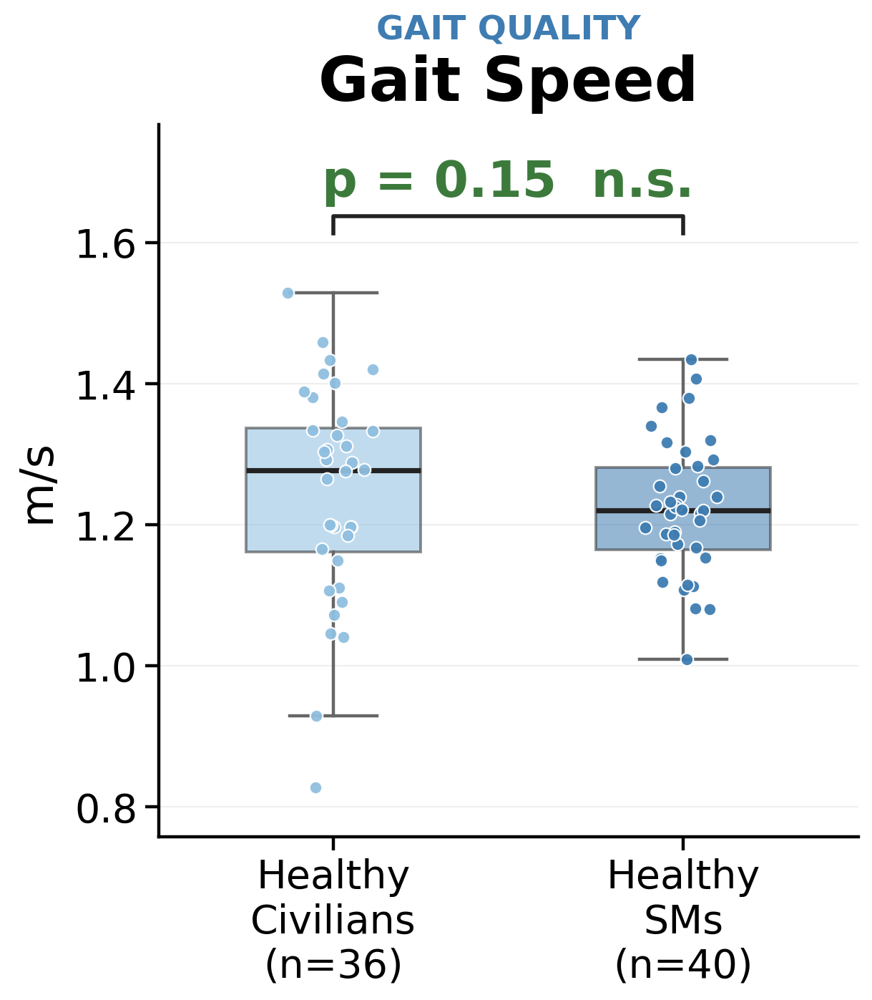 GAIT QUALITY
Gait Speed
p = 0.15  n.s.
1.6
1.4
1.2
1.0
0.8
m/s
Healthy
Civilians
(n=36)
Healthy
SMs
(n=40)